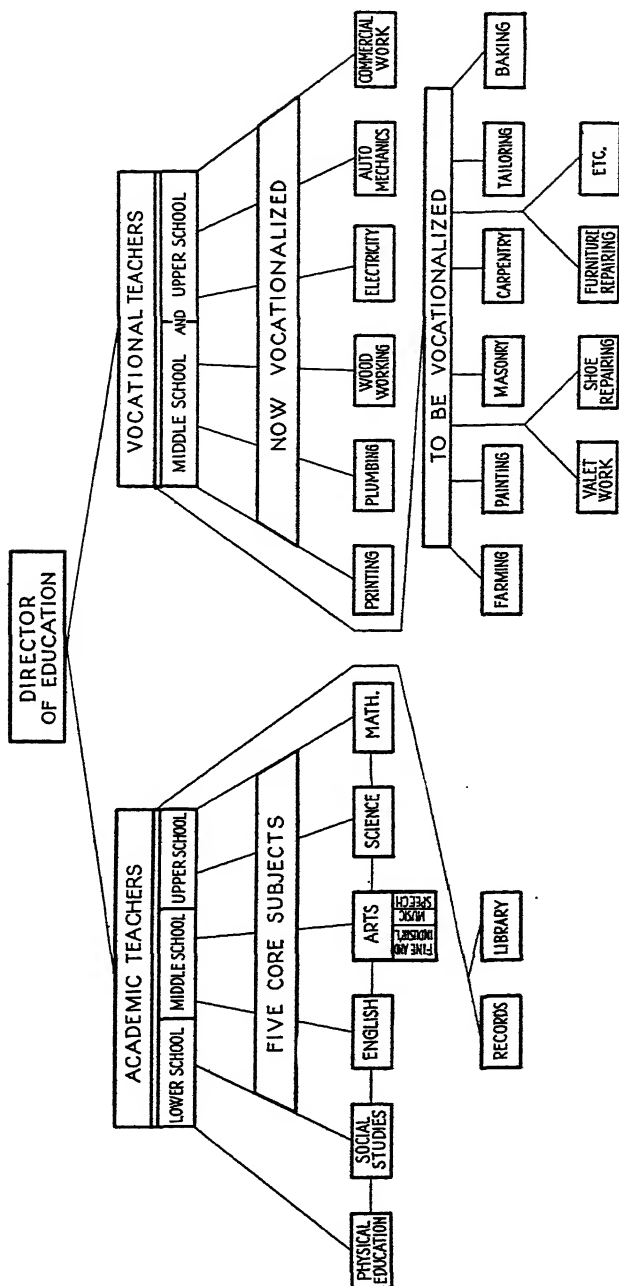 DIRECTOR
OF EDUCATION
ACADEMIC TEACHERS
LOWER SCHOOL
MIDDLE SCHOOL
UPPER SCHOOL
FIVE CORE SUBJECTS
PHYSICAL
EDUCATION
SOCIAL
STUDIES
ENGLISH
ARTS
FINE AND
INDUSTR'L
MUSIC
SPEECH
SCIENCE
MATH.
RECORDS
LIBRARY
VOCATIONAL TEACHERS
MIDDLE SCHOOL AND UPPER SCHOOL
NOW VOCATIONALIZED
PRINTING
PLUMBING
WOOD
WORKING
ELECTRICITY
AUTO
MECHANICS
COMMERCIAL
WORK
TO BE VOCATIONALIZED
FARMING
PAINTING
MASONRY
CARPENTRY
TAILORING
BAKING
VALET
WORK
SHOE
REPAIRING
FURNITURE
REPAIRING
ETC.